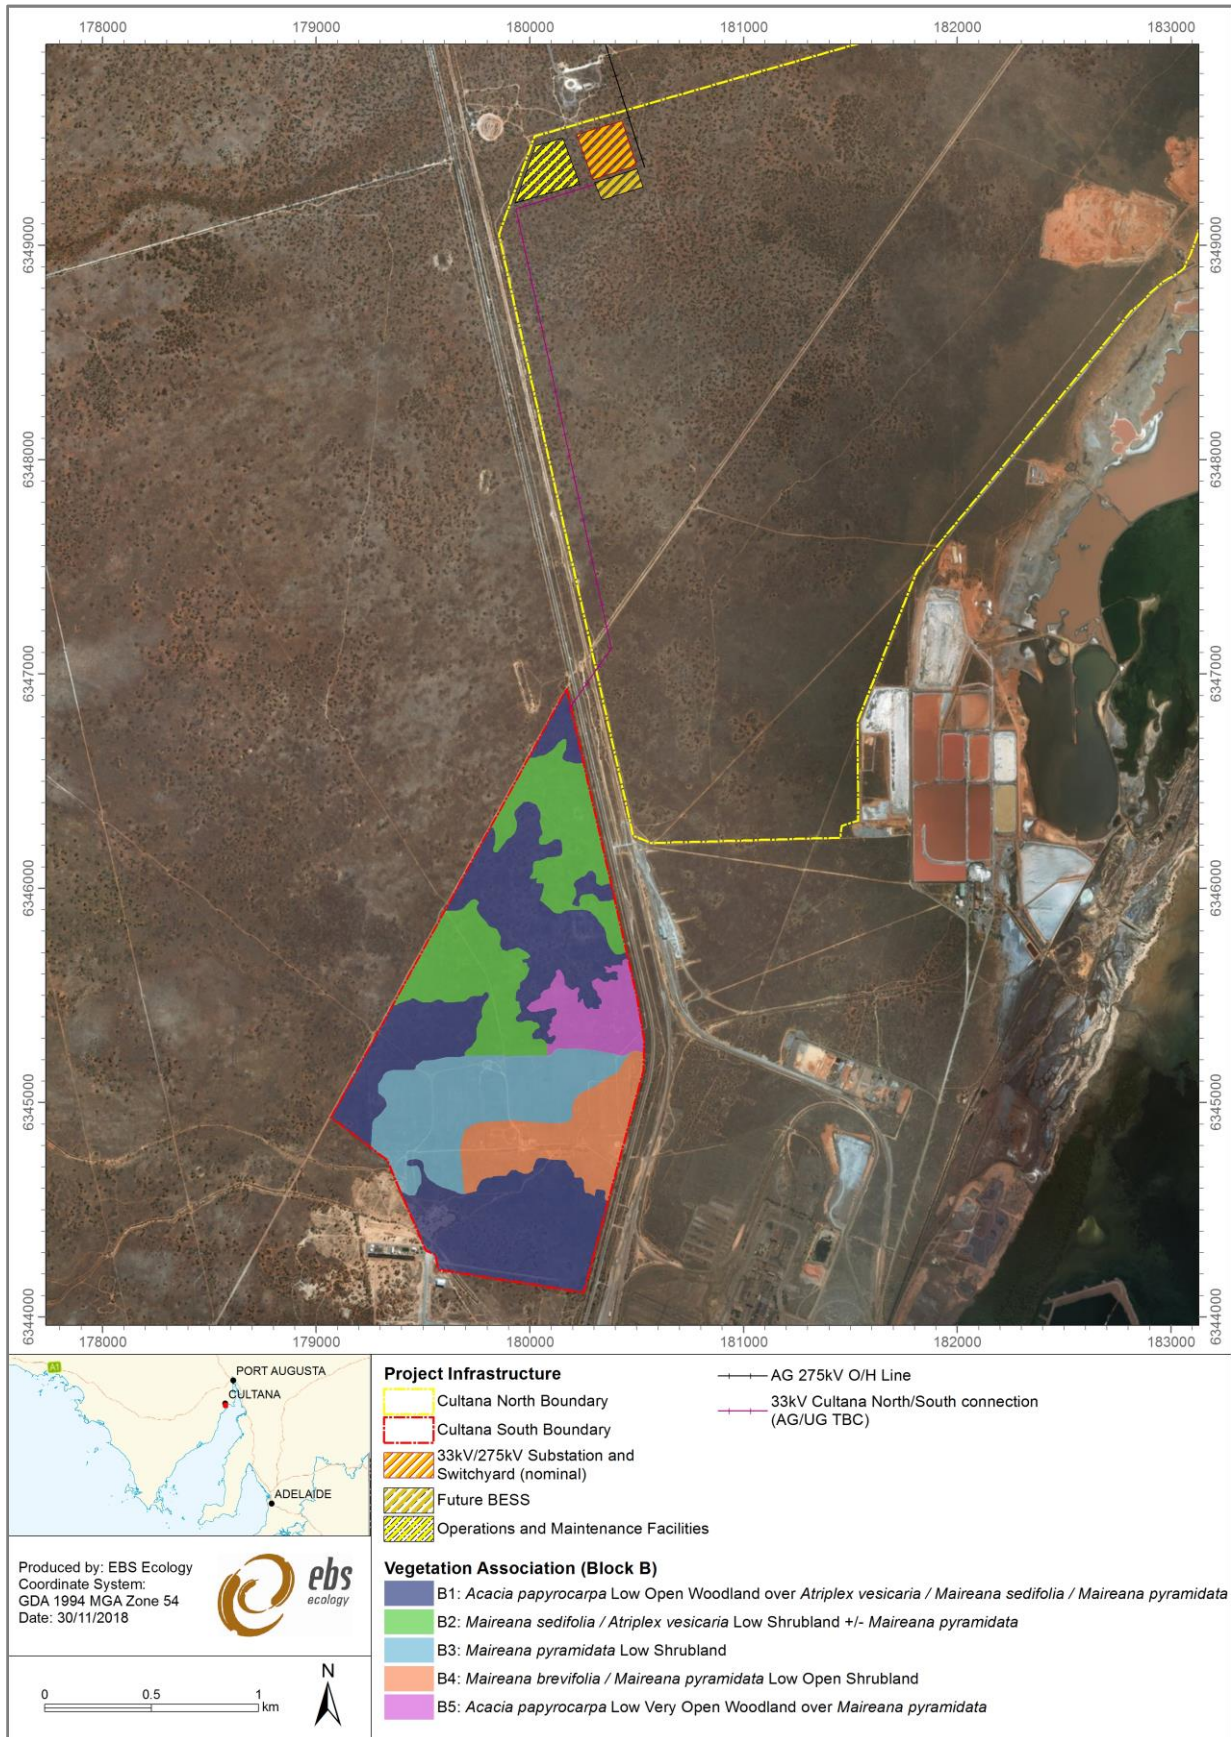 178000
179000
180000
181000
182000
183000
6349000
6348000
6347000
6346000
6345000
6344000
6349000
6348000
6347000
6346000
6345000
6344000
178000
179000
180000
181000
182000
183000
A1
PORT AUGUSTA
CULTANA
ADELAIDE
Produced by: EBS Ecology
Coordinate System:
GDA 1994 MGA Zone 54
Date: 30/11/2018
ebs
ecology
0
0.5
1
km
N
Project Infrastructure
Cultana North Boundary
Cultana South Boundary
33kV/275kV Substation and
Switchyard (nominal)
Future BESS
Operations and Maintenance Facilities
AG 275kV O/H Line
33kV Cultana North/South connection
(AG/UG TBC)
Vegetation Association (Block B)
B1: Acacia papyrocarpa Low Open Woodland over Atriplex vesicaria / Maireana sedifolia / Maireana pyramidata
B2: Maireana sedifolia / Atriplex vesicaria Low Shrubland +/- Maireana pyramidata
B3: Maireana pyramidata Low Shrubland
B4: Maireana brevifolia / Maireana pyramidata Low Open Shrubland
B5: Acacia papyrocarpa Low Very Open Woodland over Maireana pyramidata